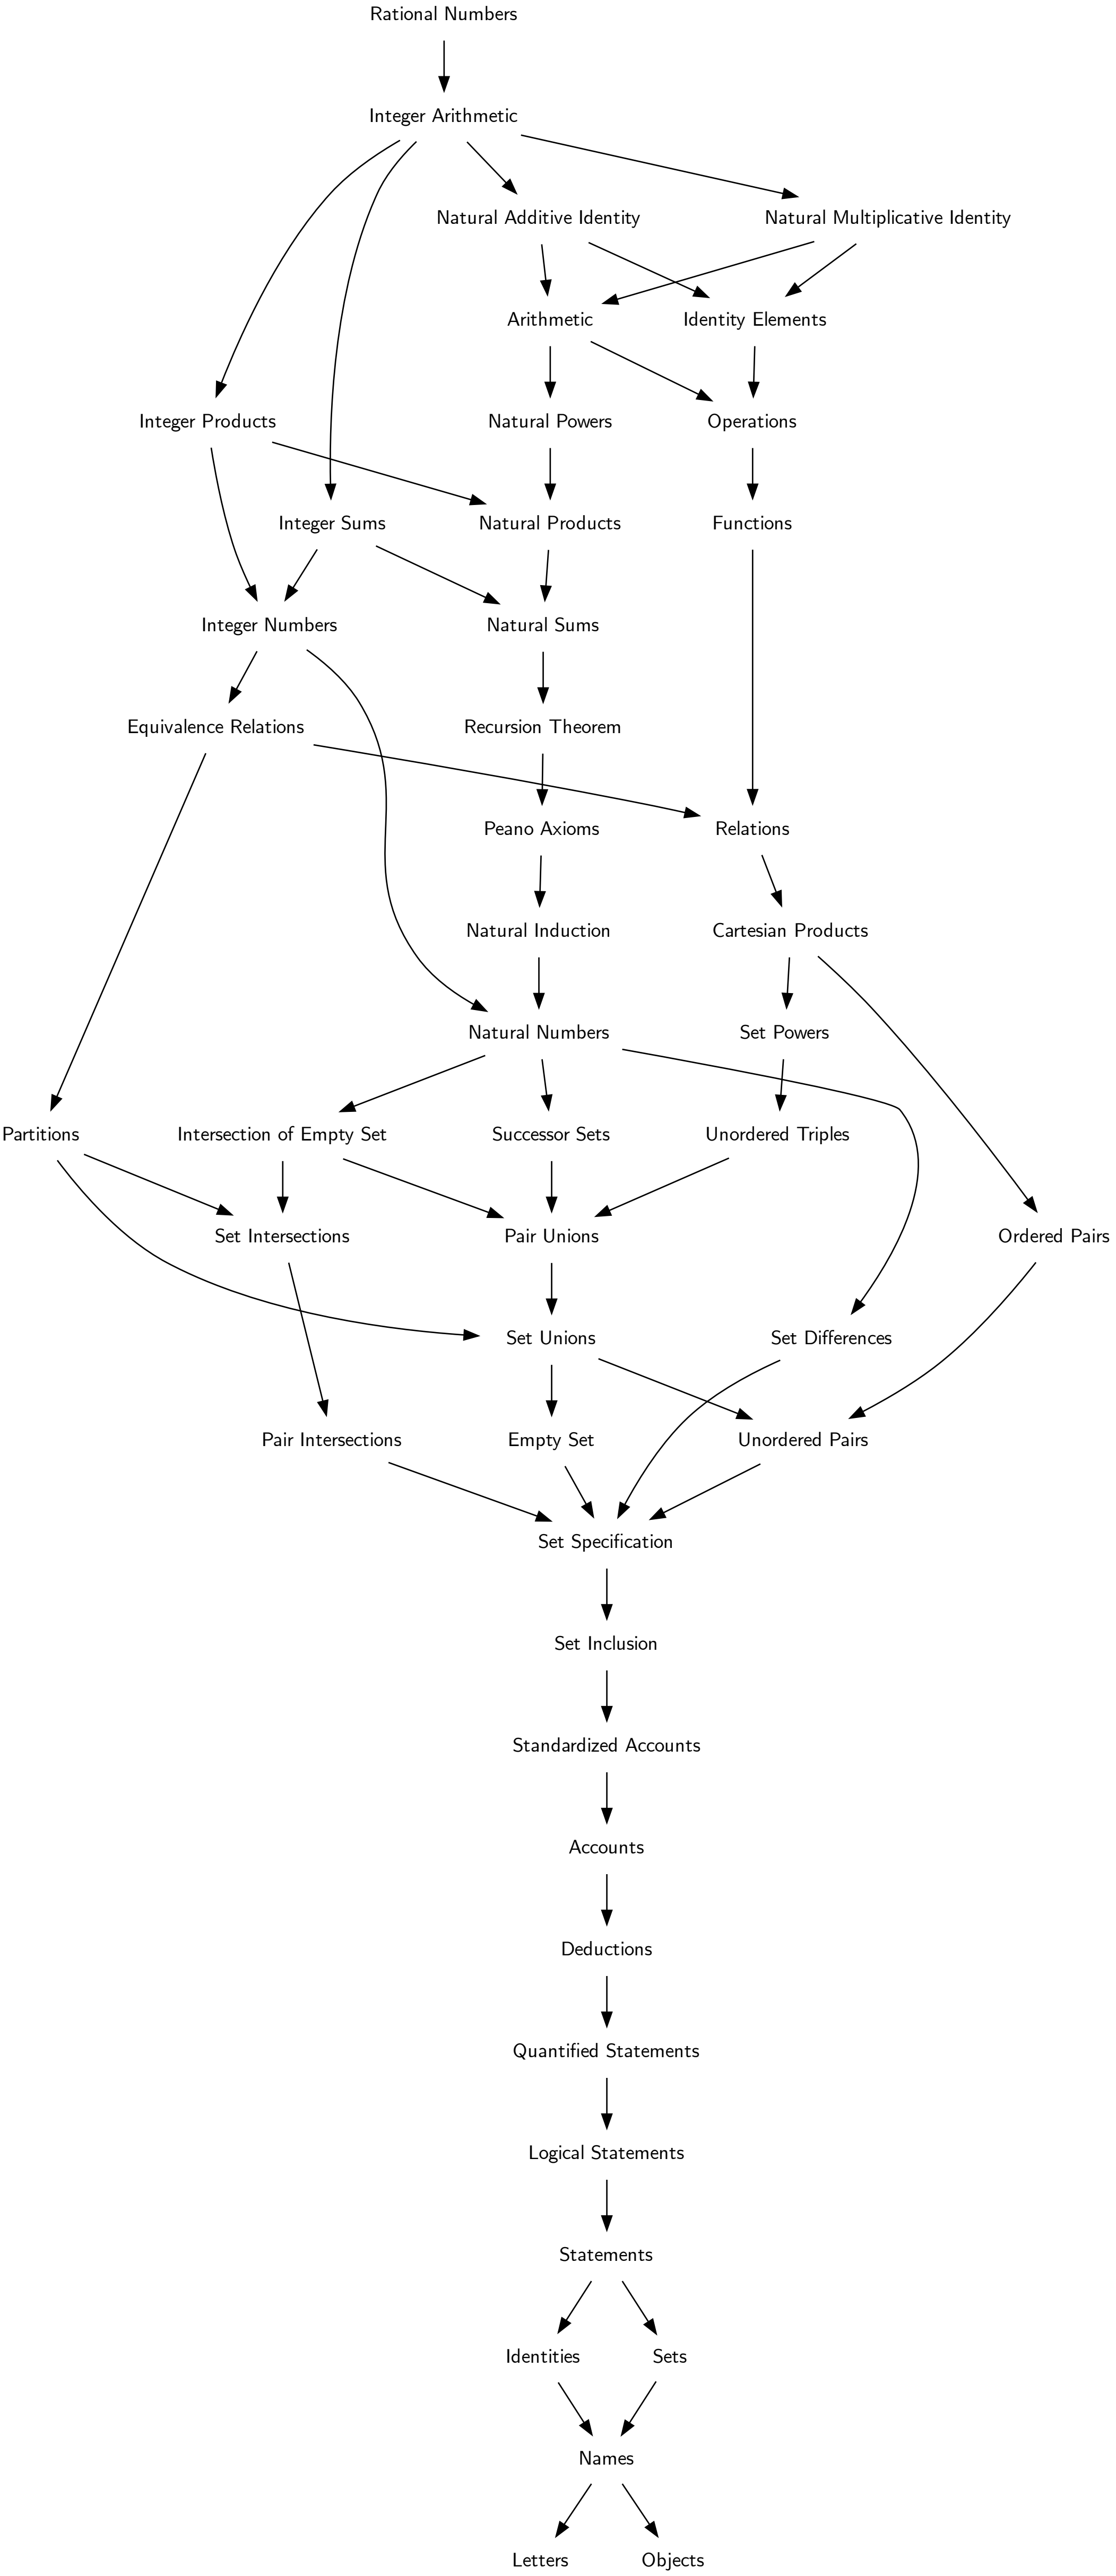 Rational Numbers
Integer Arithmetic
Natural Additive Identity
Natural Multiplicative Identity
Arithmetic
Identity Elements
Integer Products
Natural Powers
Operations
Integer Sums
Natural Products
Functions
Integer Numbers
Natural Sums
Equivalence Relations
Recursion Theorem
Peano Axioms
Relations
Natural Induction
Cartesian Products
Natural Numbers
Set Powers
Partitions
Intersection of Empty Set
Successor Sets
Unordered Triples
Set Intersections
Pair Unions
Ordered Pairs
Set Unions
Set Differences
Pair Intersections
Empty Set
Unordered Pairs
Set Specification
Set Inclusion
Standardized Accounts
Accounts
Deductions
Quantified Statements
Logical Statements
Statements
Identities
Sets
Names
Letters
Objects